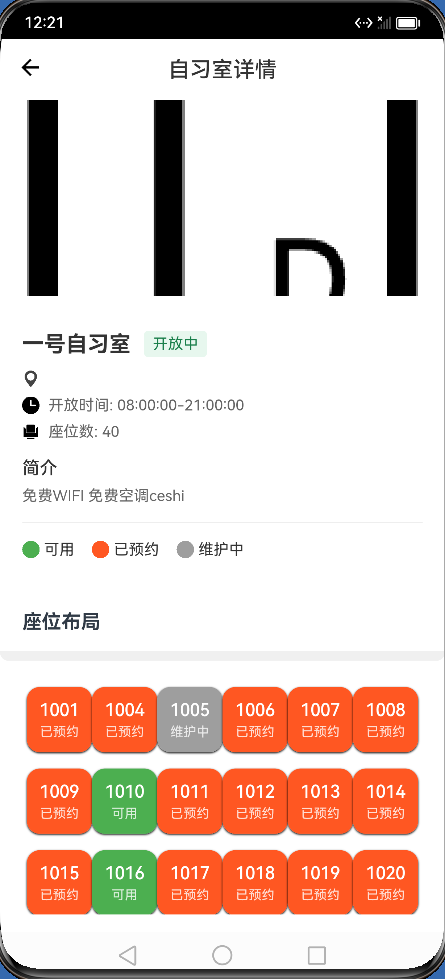 12:21
自习室详情
一号自习室 开放中
开放时间: 08:00:00-21:00:00
座位数: 40
简介
免费WIFI 免费空调ceshi
可用 已预约 维护中
座位布局
1001 1004 1005 1006 1007 1008
已预约 已预约 维护中 已预约 已预约 已预约
1009 1010 1011 1012 1013 1014
已预约 可用 已预约 已预约 已预约 已预约
1015 1016 1017 1018 1019 1020
已预约 可用 已预约 已预约 已预约 已预约